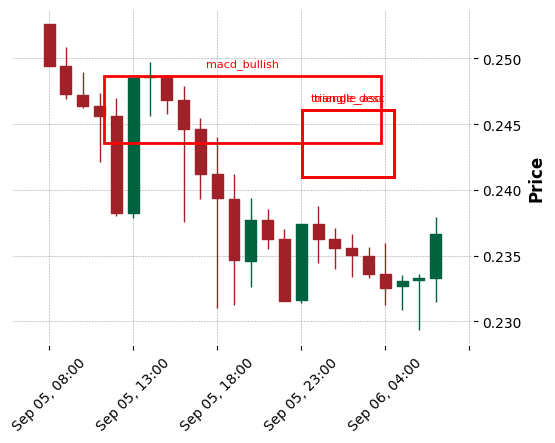 macd_bullish
0.250
0.245
0.240
0.235
0.230
Price
Sep 05, 08:00
Sep 05, 13:00
Sep 05, 18:00
Sep 05, 23:00
Sep 06, 04:00